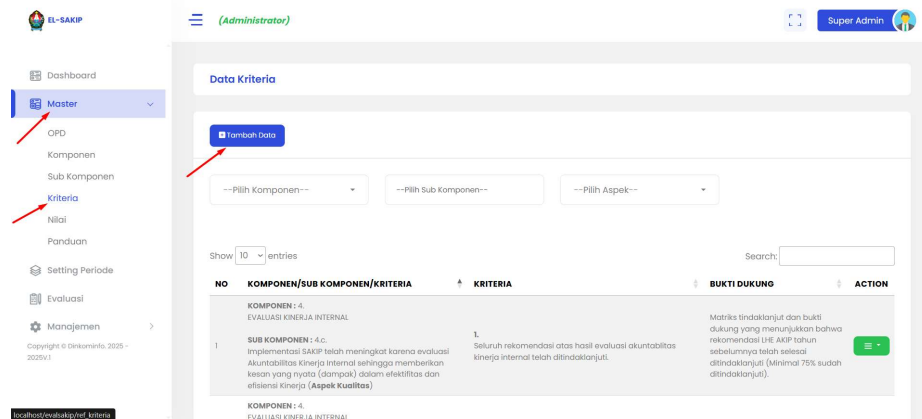 EL-SAKIP
(Administrator)
Super Admin
Dashboard
Master
OPD
Komponen
Sub Komponen
Kriteria
Nilai
Panduan
Setting Periode
Evaluasi
Manajemen
Copyright © Dinkominfo. 2025 -
2026V.1
localhost/evalsakip/ref_kriteria
Data Kriteria
Tambah Data
--Pilih Komponen--
--Pilih Sub Komponen--
--Pilih Aspek--
Show 10 entries
Search:
NO KOMPONEN/SUB KOMPONEN/KRITERIA KRITERIA BUKTI DUKUNG ACTION
1
KOMPONEN : 4.
EVALUASI KINERJA INTERNAL
SUB KOMPONEN : 4.c.
Implementasi SAKIP telah meningkat karena evaluasi
Akuntabilitas Kinerja Internal sehingga memberikan
kesan yang nyata (dampak) dalam efektifitas dan
efisiensi Kinerja (Aspek Kualitas)
1.
Seluruh rekomendasi atas hasil evaluasi akuntablitas
kinerja internal telah ditindaklanjuti.
Matriks tindaklanjut dan bukti
dukung yang menunjukkan bahwa
rekomendasi LHE AKIP tahun
sebelumnya telah selesai
ditindaklanjuti (Minimal 75% sudah
ditindaklanjuti).
KOMPONEN : 4.
EVALUASI KINERJA INTERNAL